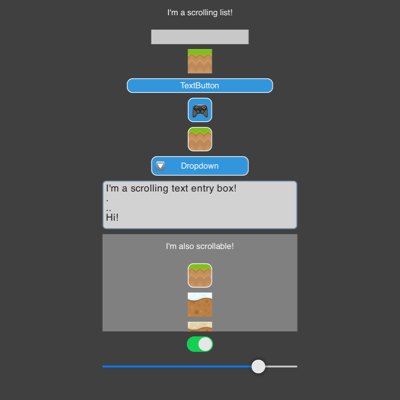 I'm a scrolling list!
TextButton
Dropdown
I'm a scrolling text entry box!
.
..
Hi!
I'm also scrollable!